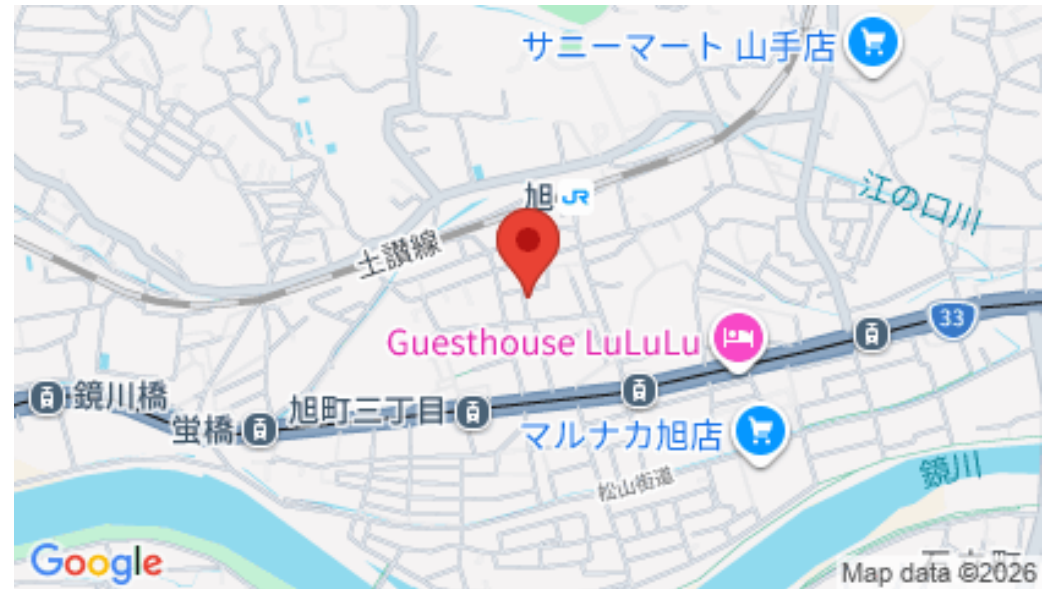 サニーマート 山手店
江の口川
旭 JR
土讃線
33
Guesthouse LuLuLu
鏡川橋
蛍橋
旭町三丁目
マルナカ旭店
松山街道
鏡川
Google
Map data ©2026